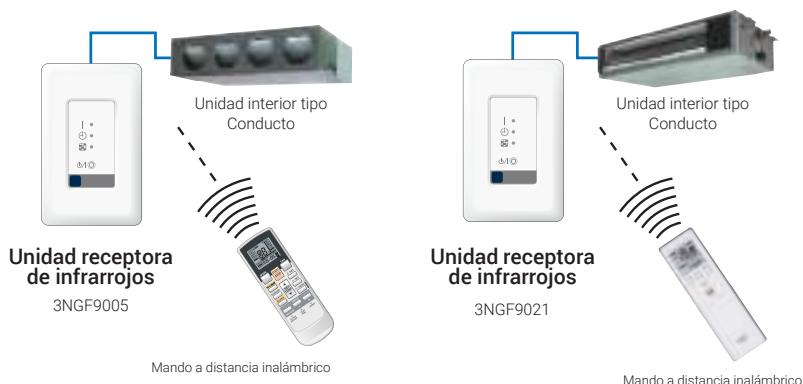 Unidad interior tipo
Conducto
Unidad receptora
de infrarrojos
3NGF9005
Mando a distancia inalámbrico
Unidad interior tipo
Conducto
Unidad receptora
de infrarrojos
3NGF9021
Mando a distancia inalámbrico